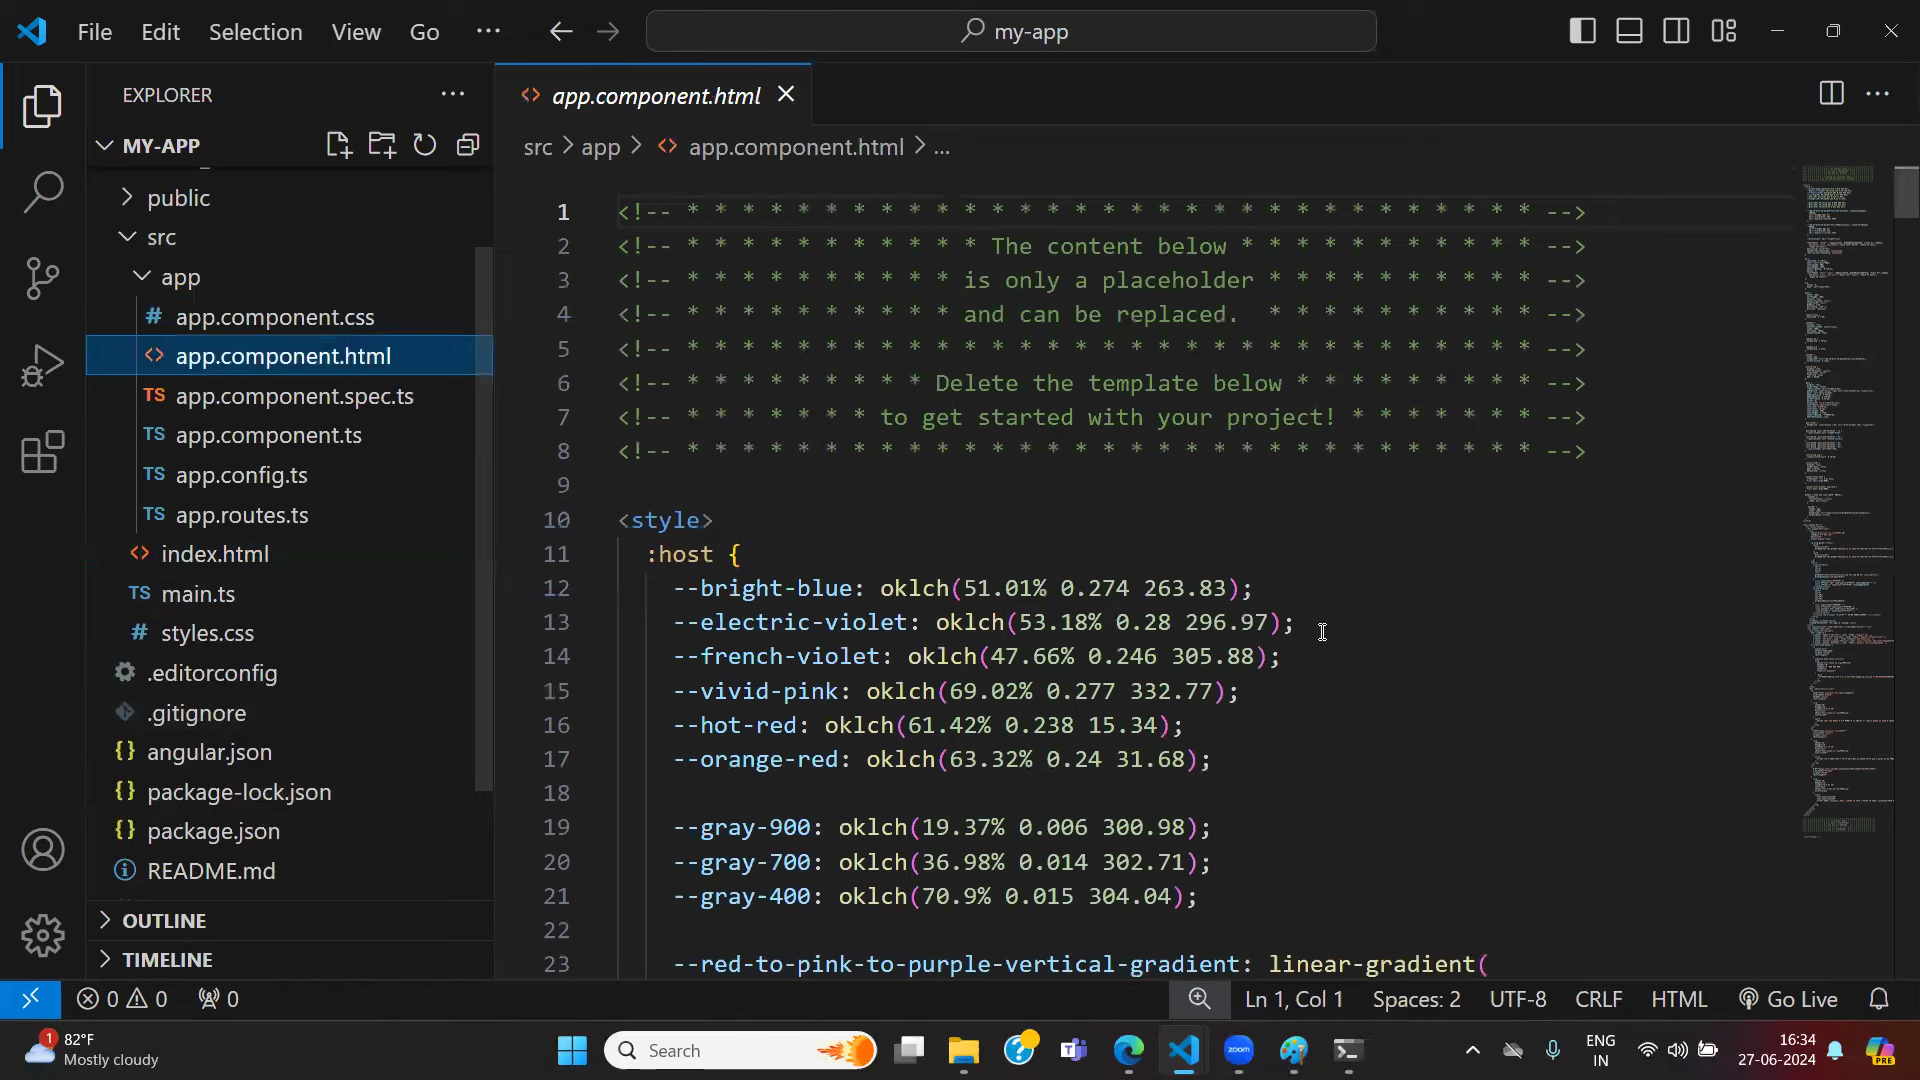 File Edit Selection View Go ... my-app
EXPLORER ...
MY-APP
public
src
app
# app.component.css
<> app.component.html
TS app.component.spec.ts
TS app.component.ts
TS app.config.ts
TS app.routes.ts
<> index.html
TS main.ts
# styles.css
.editorconfig
.gitignore
{} angular.json
{} package-lock.json
{} package.json
README.md
OUTLINE
TIMELINE
<> app.component.html
src > app > <> app.component.html > ...
1 <!-- * * * * * * * * * * * * * * * * * * * * * * * * * * * * * * * -->
2 <!-- * * * * * * * * * * * The content below * * * * * * * * * * * -->
3 <!-- * * * * * * * * * * is only a placeholder * * * * * * * * * * -->
4 <!-- * * * * * * * * * * and can be replaced.  * * * * * * * * * * -->
5 <!-- * * * * * * * * * * * * * * * * * * * * * * * * * * * * * * * -->
6 <!-- * * * * * * * * * Delete the template below * * * * * * * * * -->
7 <!-- * * * * * * * to get started with your project! * * * * * * * -->
8 <!-- * * * * * * * * * * * * * * * * * * * * * * * * * * * * * * * -->
9
10 <style>
11 :host {
12 --bright-blue: oklch(51.01% 0.274 263.83);
13 --electric-violet: oklch(53.18% 0.28 296.97);
14 --french-violet: oklch(47.66% 0.246 305.88);
15 --vivid-pink: oklch(69.02% 0.277 332.77);
16 --hot-red: oklch(61.42% 0.238 15.34);
17 --orange-red: oklch(63.32% 0.24 31.68);
18
19 --gray-900: oklch(19.37% 0.006 300.98);
20 --gray-700: oklch(36.98% 0.014 302.71);
21 --gray-400: oklch(70.9% 0.015 304.04);
22
23 --red-to-pink-to-purple-vertical-gradient: linear-gradient(
0 0 0 Ln 1, Col 1 Spaces: 2 UTF-8 CRLF HTML Go Live
1 82°F
Mostly cloudy
Search
zoom
ENG
IN
16:34
27-06-2024
PRE